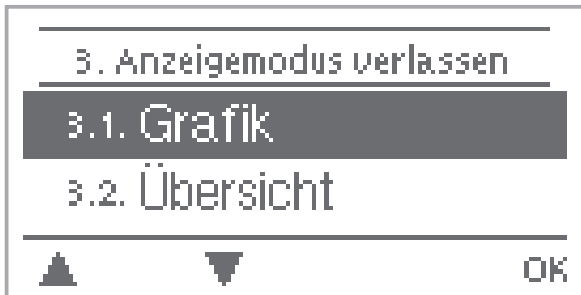 3. Anzeigemodus verlassen
3.1. Grafik
3.2. Übersicht
OK